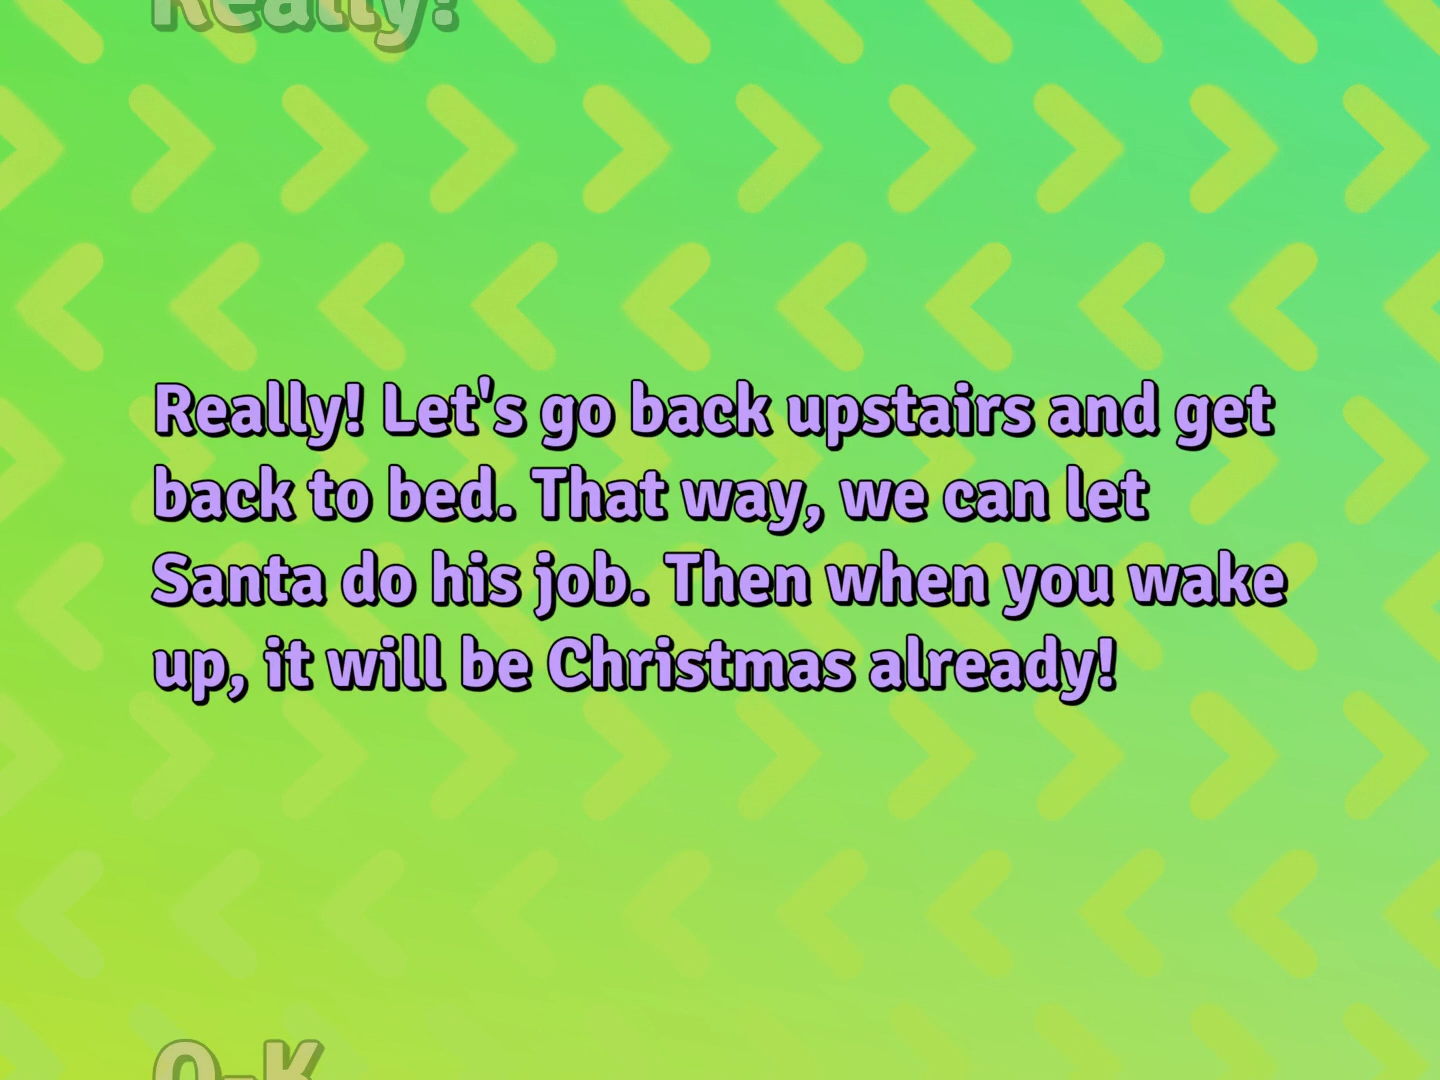 Really!
Really! Let's go back upstairs and get
back to bed. That way, we can let
Santa do his job. Then when you wake
up, it will be Christmas already!
O-K